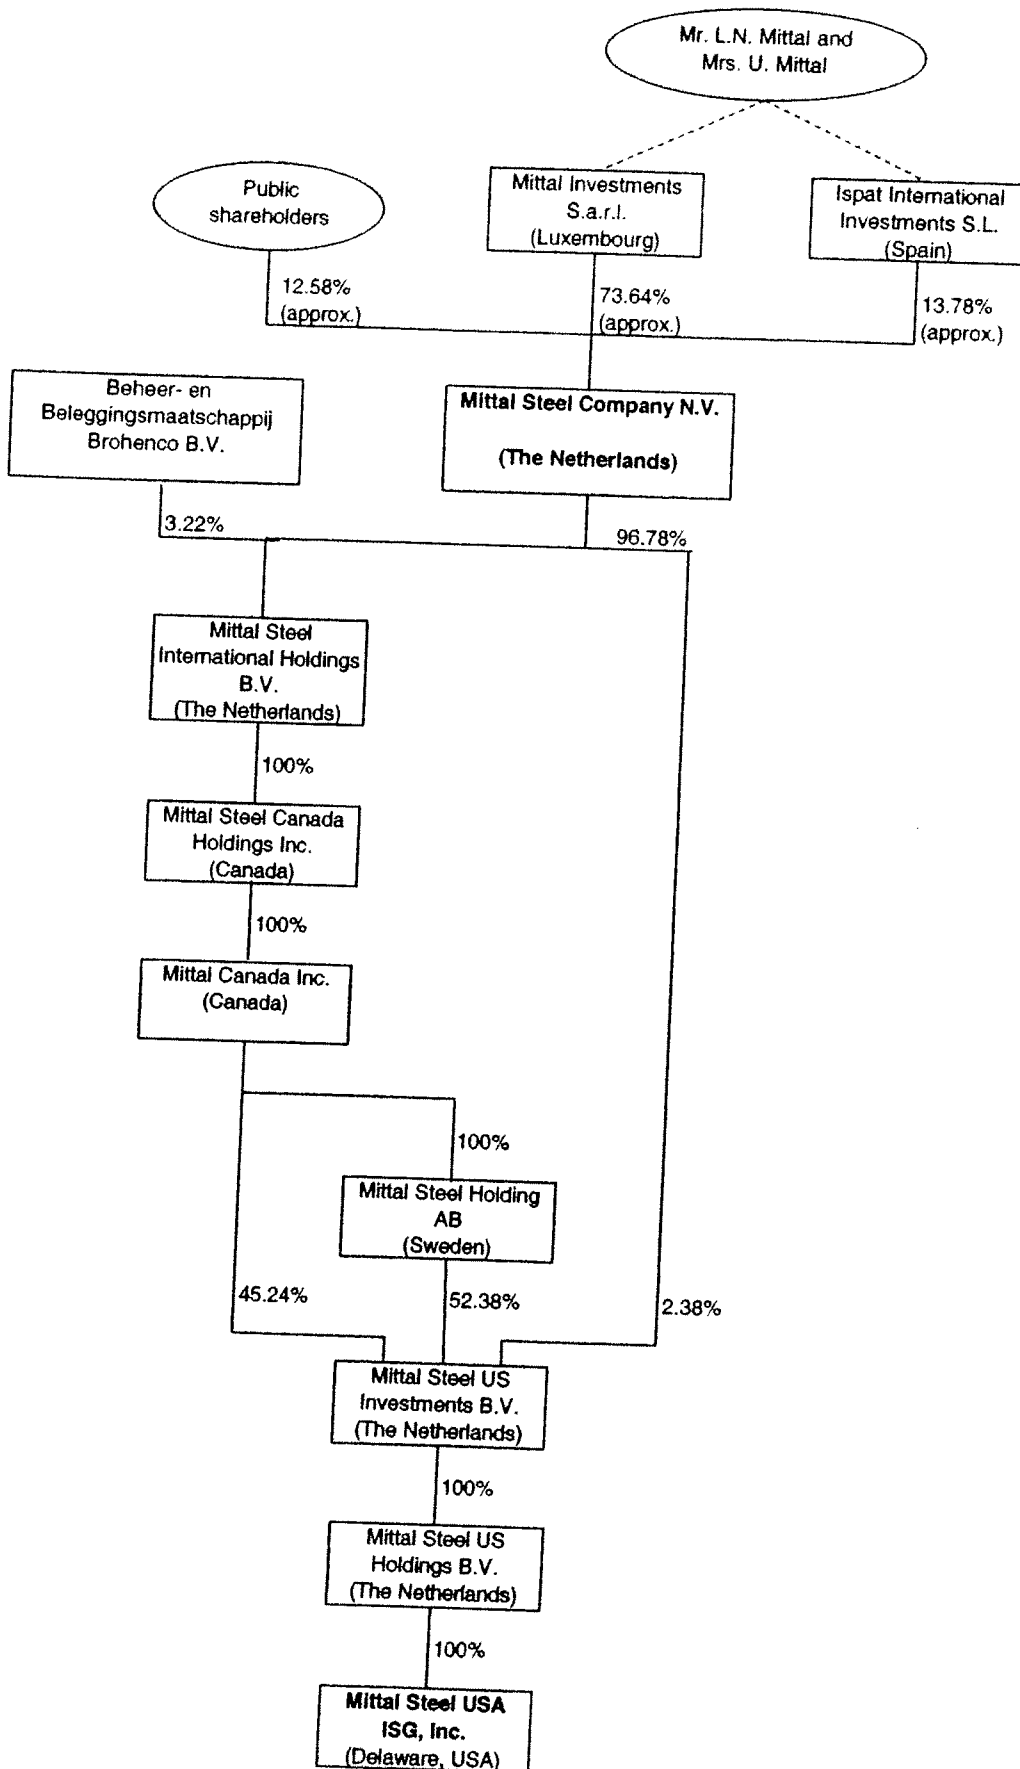 Mr. L.N. Mittal and
Mrs. U. Mittal
Public
shareholders
Mittal Investments
S.a.r.l.
(Luxembourg)
Ispat International
Investments S.L.
(Spain)
12.58%
(approx.)
73.64%
(approx.)
13.78%
(approx.)
Beheer- en
Beleggingsmaatschappij
Brohenco B.V.
Mittal Steel Company N.V.
(The Netherlands)
3.22%
96.78%
Mittal Steel
International Holdings
B.V.
(The Netherlands)
100%
Mittal Steel Canada
Holdings Inc.
(Canada)
100%
Mittal Canada Inc.
(Canada)
100%
Mittal Steel Holding
AB
(Sweden)
45.24%
52.38%
2.38%
Mittal Steel US
Investments B.V.
(The Netherlands)
100%
Mittal Steel US
Holdings B.V.
(The Netherlands)
100%
Mittal Steel USA
ISG, Inc.
(Delaware, USA)